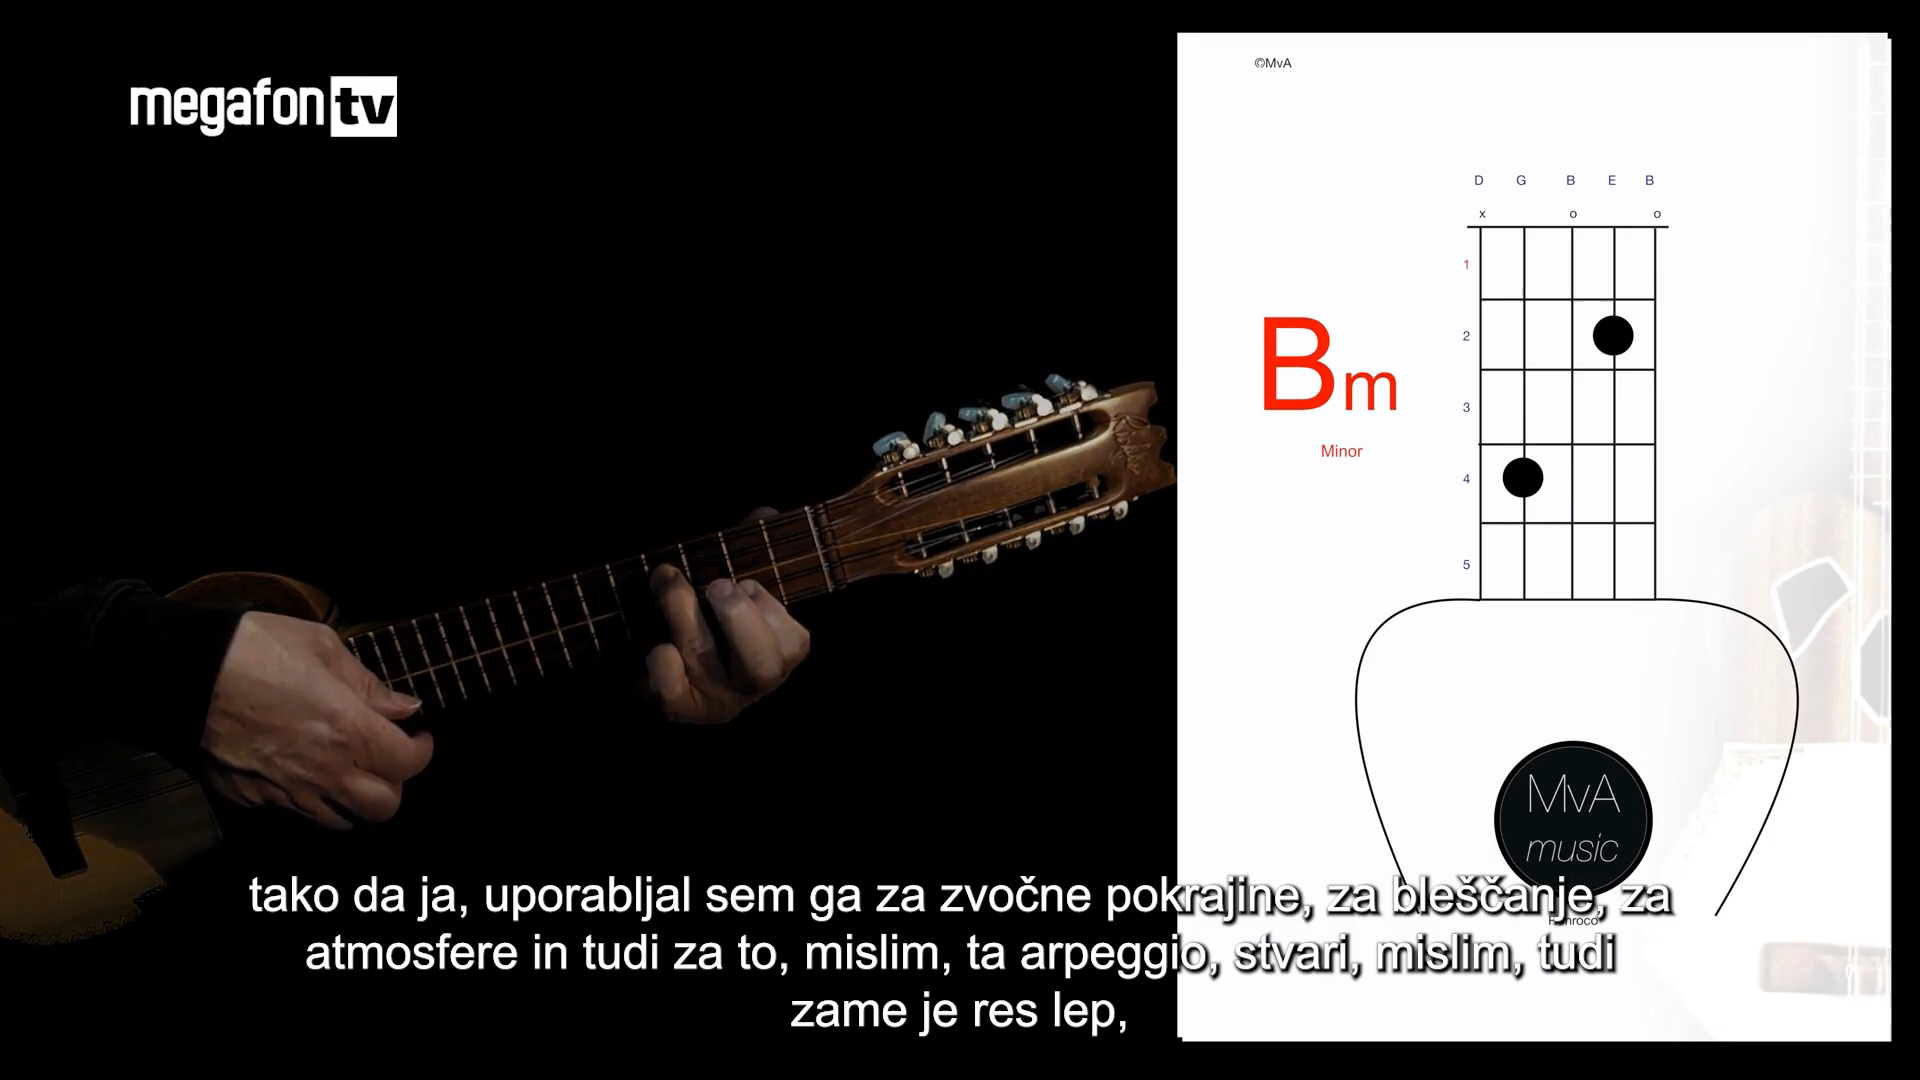 megafon tv
©MvA
D G B E B
x o o
1
2
Bm
3
Minor
4
5
MvA
music
tako da ja, uporabljal sem ga za zvočne pokrajine, za bleščanje, za
atmosfere in tudi za to, mislim, ta arpeggio, stvari, mislim, tudi
zame je res lep,